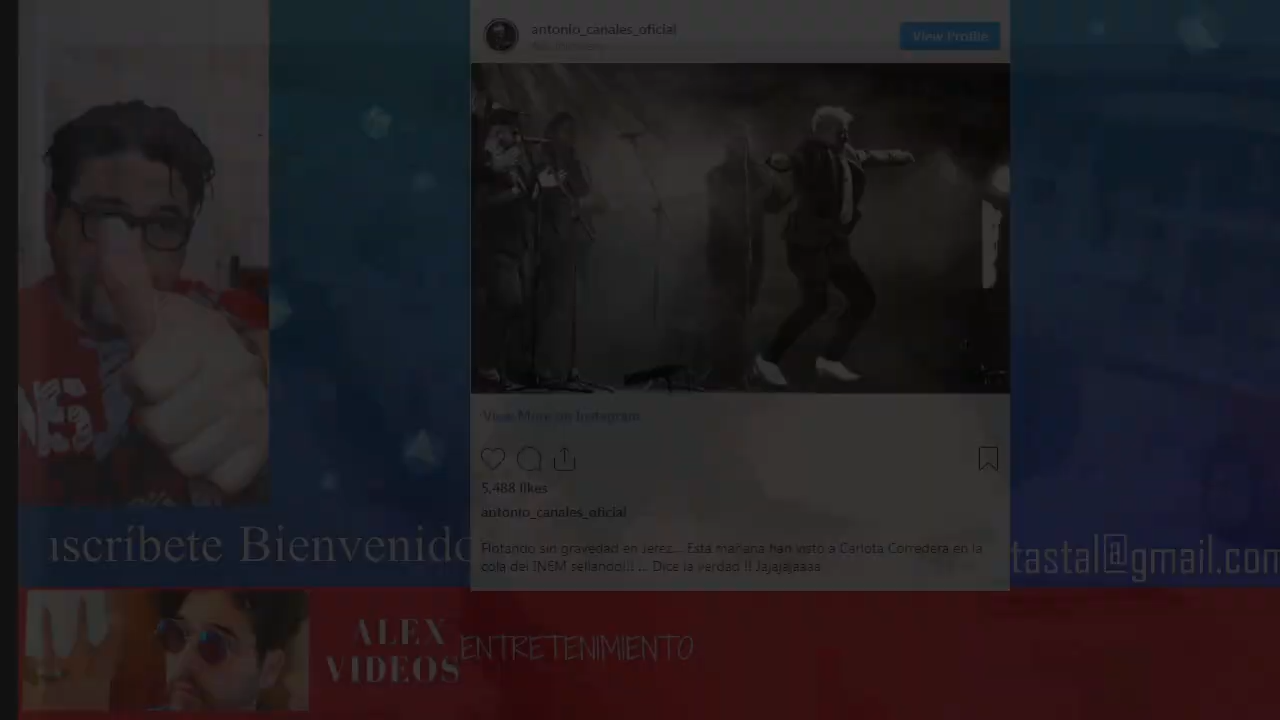 antonio_canales_oficial
View Profile
View More on Instagram
5,488 likes
antonio_canales_oficial
Flotando sin gravedad en Jerez... Esta mañana han visto a Carlota Corredera en la
cola del INEM sellando!!! ... Dice la verdad !! Jajajajaaaa
ıscríbete Bienvenido
tastal@gmail.com
ALEX
VIDEOS
ENTRETENIMIENTO